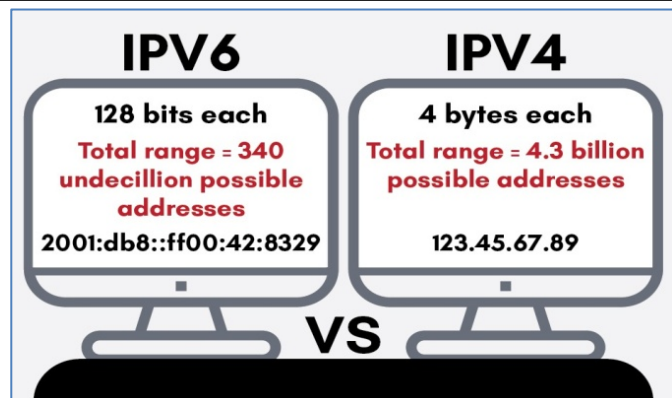 IPV6
128 bits each
Total range = 340
undecillion possible
addresses
2001:db8::ff00:42:8329
IPV4
4 bytes each
Total range = 4.3 billion
possible addresses
123.45.67.89
VS